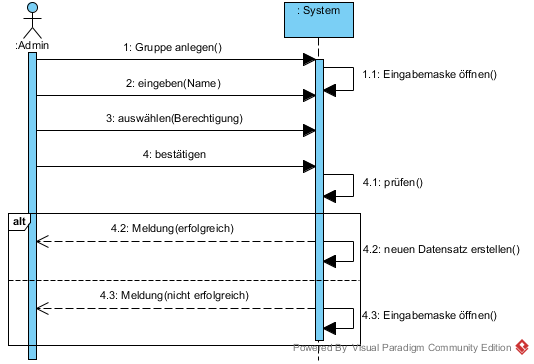 :Admin
: System
1: Gruppe anlegen()
1.1: Eingabemaske öffnen()
2: eingeben(Name)
3: auswählen(Berechtigung)
4: bestätigen
4.1: prüfen()
alt
4.2: Meldung(erfolgreich)
4.2: neuen Datensatz erstellen()
4.3: Meldung(nicht erfolgreich)
4.3: Eingabemaske öffnen()
Powered By Visual Paradigm Community Edition